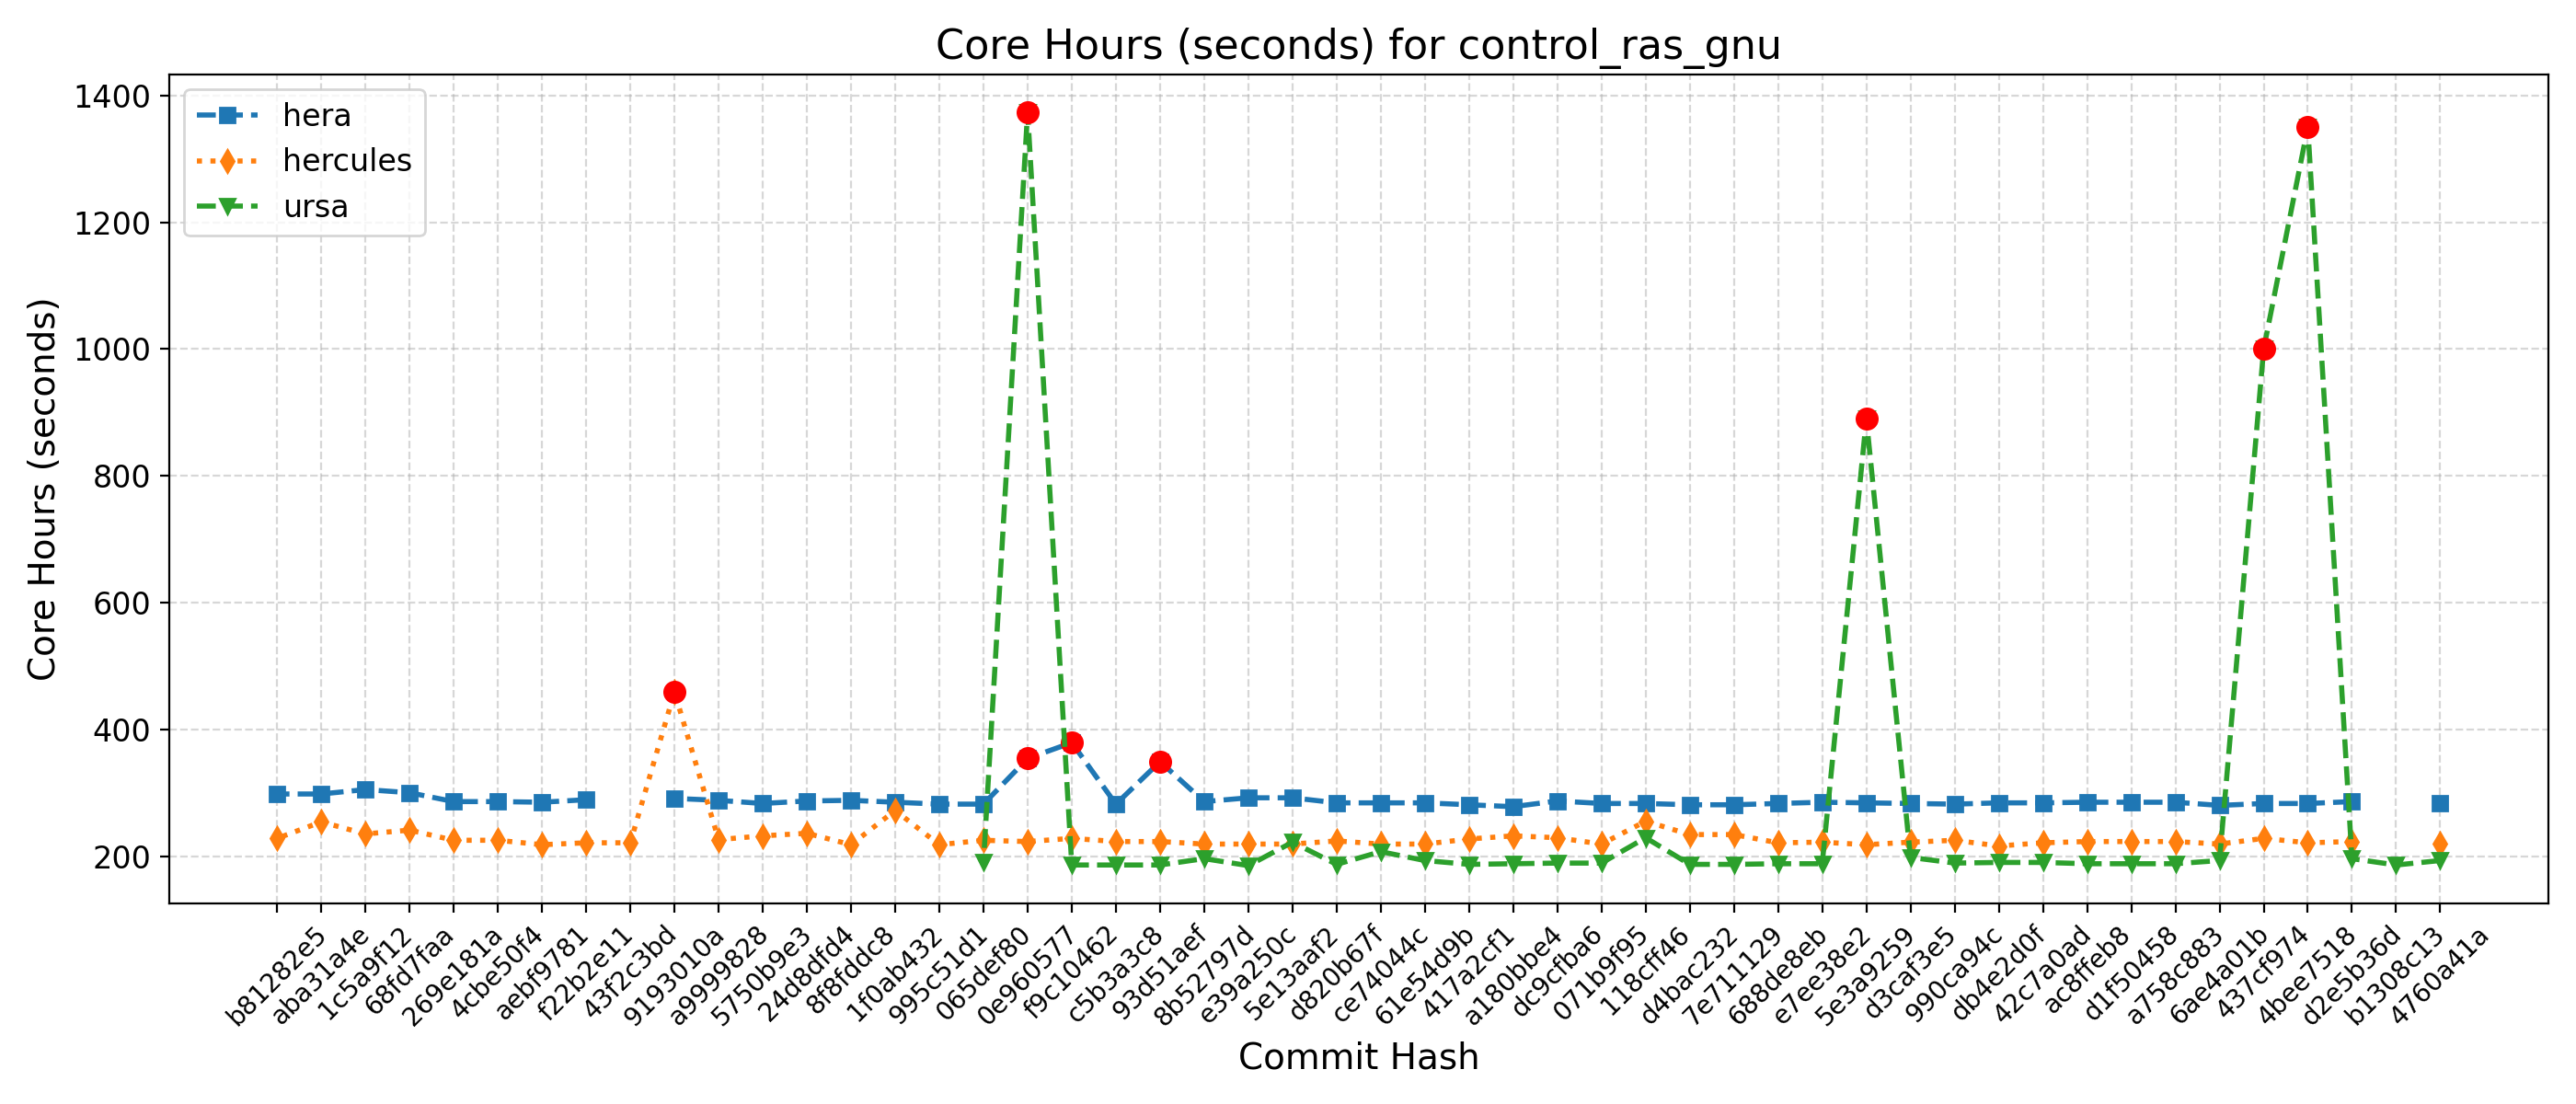 Core Hours (seconds) for control_ras_gnu
hera
hercules
ursa
Core Hours (seconds)
1400
1200
1000
800
600
400
200
b81282e5
aba31a4e
1c5a9f12
68fd7faa
269e181a
4cbe50f4
aebf9781
f22b2e11
43f2c3bd
9193010a
a9999828
5750b9e3
24d8dfd4
8f8fddc8
1f0ab432
995c51d1
065def80
0e960577
f9c10462
c5b3a3c8
93d51aef
8b52797d
e39a250c
5e13aaf2
d820b67f
ce74044c
61e54d9b
417a2cf1
a180bbe4
dc9cfba6
071b9f95
118cff46
d4bac232
7e711129
688de8eb
e7ee38e2
5e3a9259
d3caf3e5
990ca94c
db4e2d0f
42c7a0ad
ac8ffeb8
d1f50458
a758c883
6ae4a01b
437cf974
4bee7518
d2e5b36d
b1308c13
4760a41a
Commit Hash